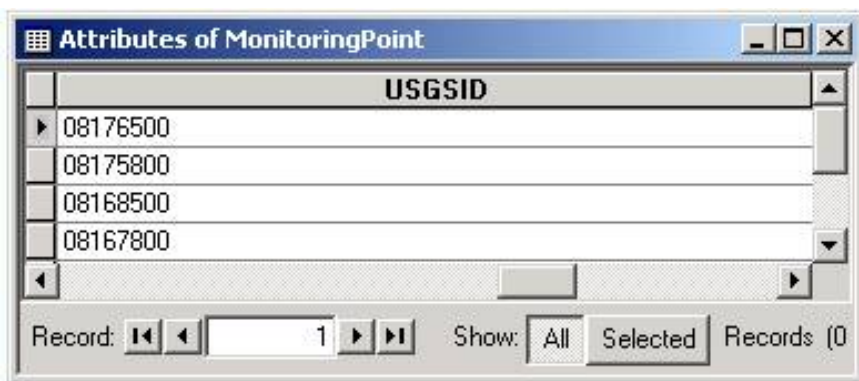 Attributes of MonitoringPoint
USGSID
08176500
08175800
08168500
08167800
Record: 1 Show: All Selected Records (0